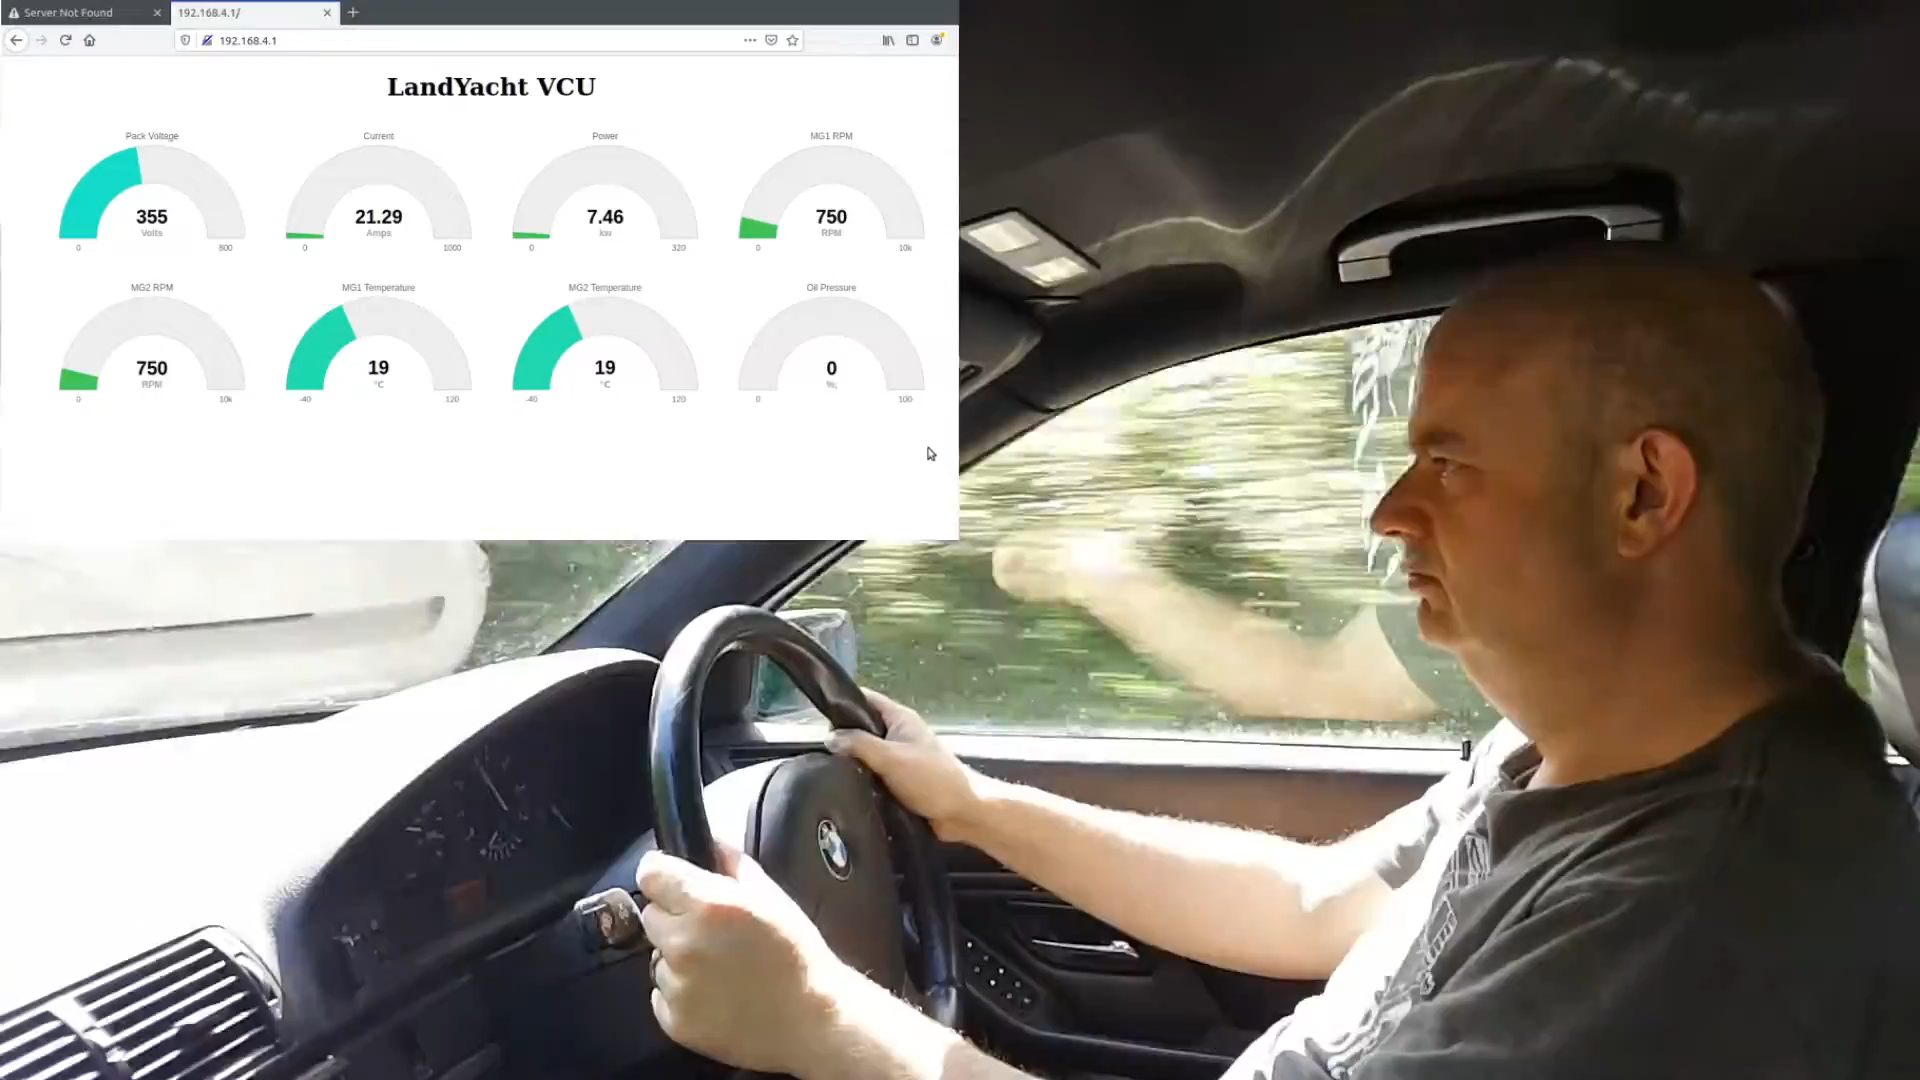 Server Not Found
192.168.4.1/
192.168.4.1
LandYacht VCU
Pack Voltage
355
Volts
0 800
Current
21.29
Amps
0 1000
Power
7.46
kw
0 320
MG1 RPM
750
RPM
0 10k
MG2 RPM
750
RPM
0 10k
MG1 Temperature
19
°C
-40 120
MG2 Temperature
19
°C
-40 120
Oil Pressure
0
%;
0 100